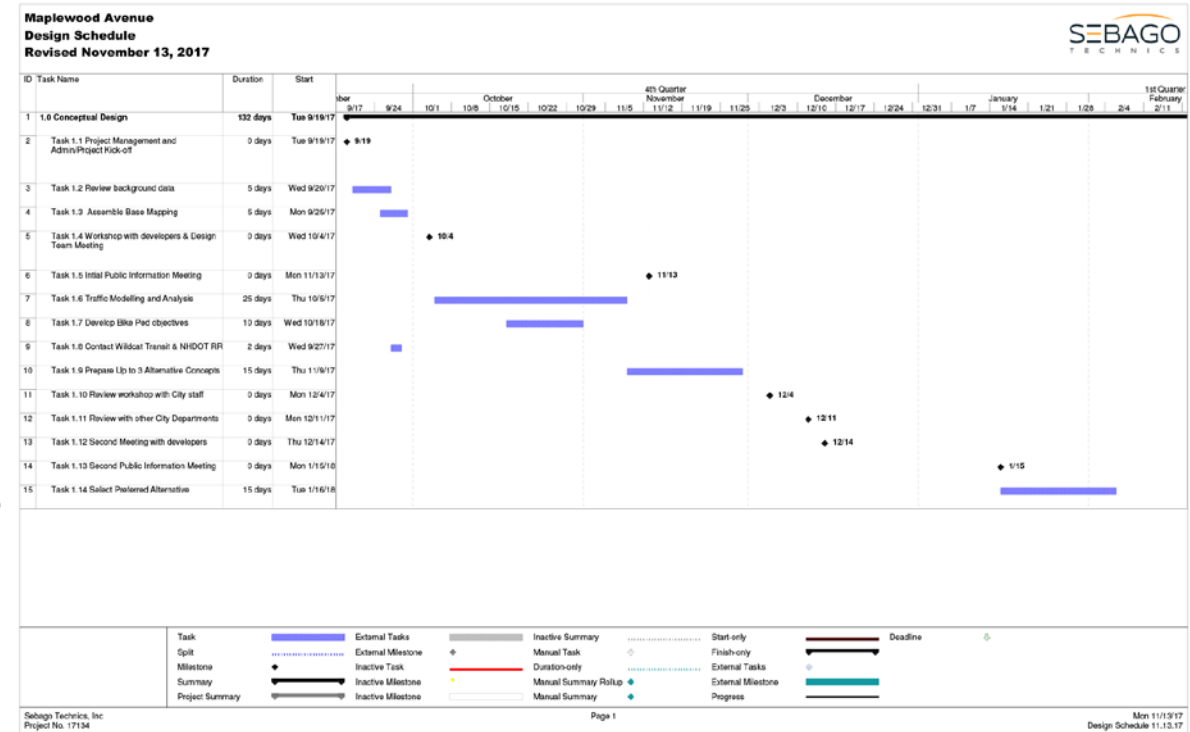 Maplewood Avenue
Design Schedule
Revised November 13, 2017
SEBAGO
TECHNICS
ID Task Name Duration Start
4th Quarter 1st Quarter
mber October November December January February
9/17 9/24 10/1 10/8 10/15 10/22 10/29 11/5 11/12 11/19 11/26 12/3 12/10 12/17 12/24 12/31 1/7 1/14 1/21 1/28 2/4 2/11
1 1.0 Conceptual Design 132 days Tue 9/19/17
2 Task 1.1 Project Management and 0 days Tue 9/19/17 9/19
Admin/Project Kick-off
3 Task 1.2 Review background data 5 days Wed 9/20/17
4 Task 1.3 Assemble Base Mapping 5 days Mon 9/25/17
5 Task 1.4 Workshop with developers & Design 0 days Wed 10/4/17 10/4
Team Meeting
6 Task 1.5 Intial Public Information Meeting 0 days Mon 11/13/17 11/13
7 Task 1.6 Traffic Modelling and Analysis 25 days Thu 10/5/17
8 Task 1.7 Develop Bike Ped objectives 10 days Wed 10/18/17
9 Task 1.8 Contact Wildcat Transit & NHDOT RR 2 days Wed 9/27/17
10 Task 1.9 Prepare Up to 3 Alternative Concepts 15 days Thu 11/9/17
11 Task 1.10 Review workshop with City staff 0 days Mon 12/4/17 12/4
12 Task 1.11 Review with other City Departments 0 days Mon 12/11/17 12/11
13 Task 1.12 Second Meeting with developers 0 days Thu 12/14/17 12/14
14 Task 1.13 Second Public Information Meeting 0 days Mon 1/15/18 1/15
15 Task 1.14 Select Preferred Alternative 15 days Tue 1/16/18
Task External Tasks Inactive Summary Start-only Deadline
Split External Milestone Manual Task Finish-only
Milestone Inactive Task Duration-only External Tasks
Summary Inactive Milestone Manual Summary Rollup External Milestone
Project Summary Inactive Milestone Manual Summary Progress
Sebago Technics, Inc Page 1 Mon 11/13/17
Project No. 17134 Design Schedule 11.13.17